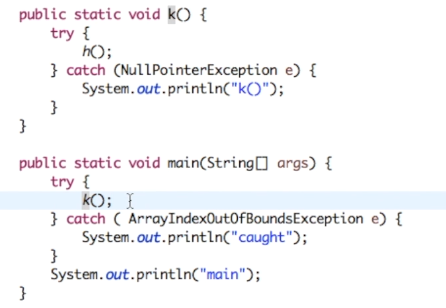 public static void k() {
try {
h();
} catch (NullPointerException e) {
System.out.println("k()");
}
}
public static void main(String[] args) {
try {
k();
} catch ( ArrayIndexOutOfBoundsException e) {
System.out.println("caught");
}
System.out.println("main");
}